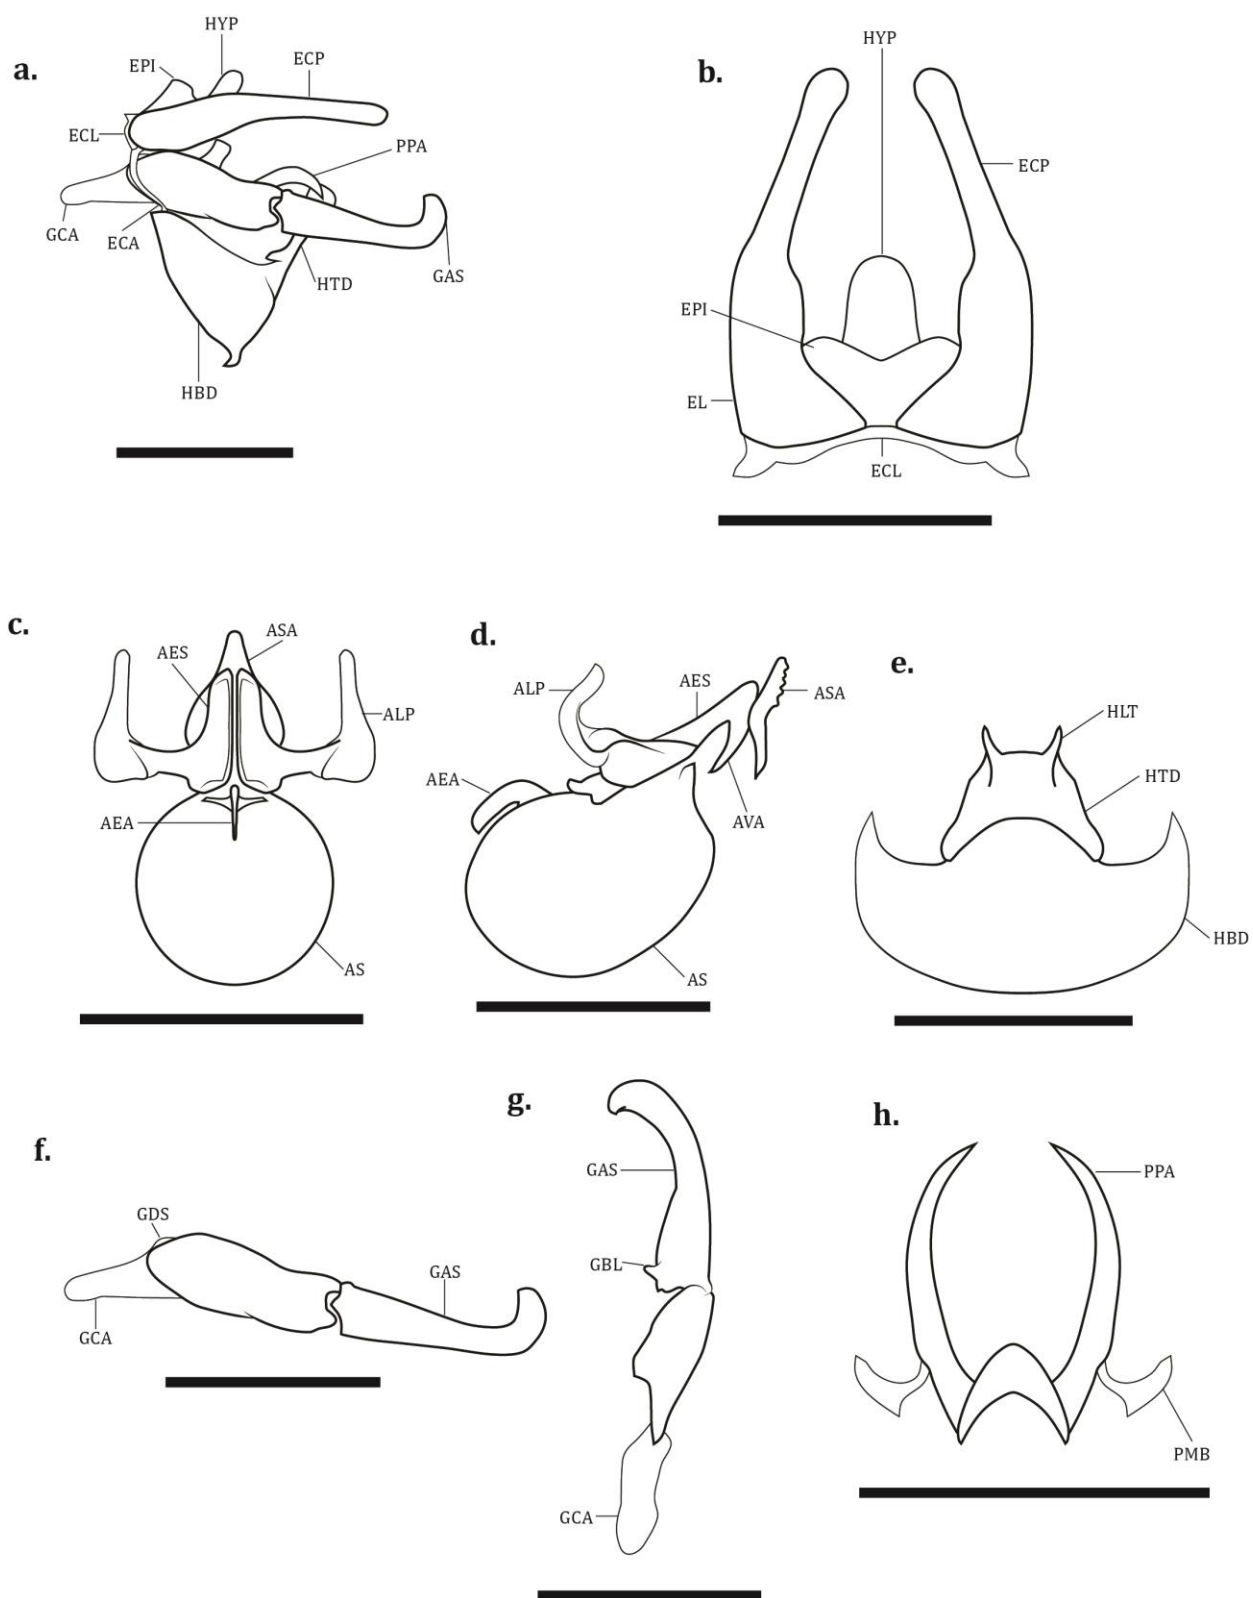 a.
HYP
EPI
ECP
ECL
PPA
GCA
ECA
GAS
HTD
HBD
b.
HYP
ECP
EPI
EL
ECL
c.
ASA
AES
ALP
AEA
AS
d.
ALP
AES
ASA
AEA
AVA
AS
e.
HLT
HTD
HBD
f.
GDS
GAS
GCA
g.
GAS
GBL
GCA
h.
PPA
PMB